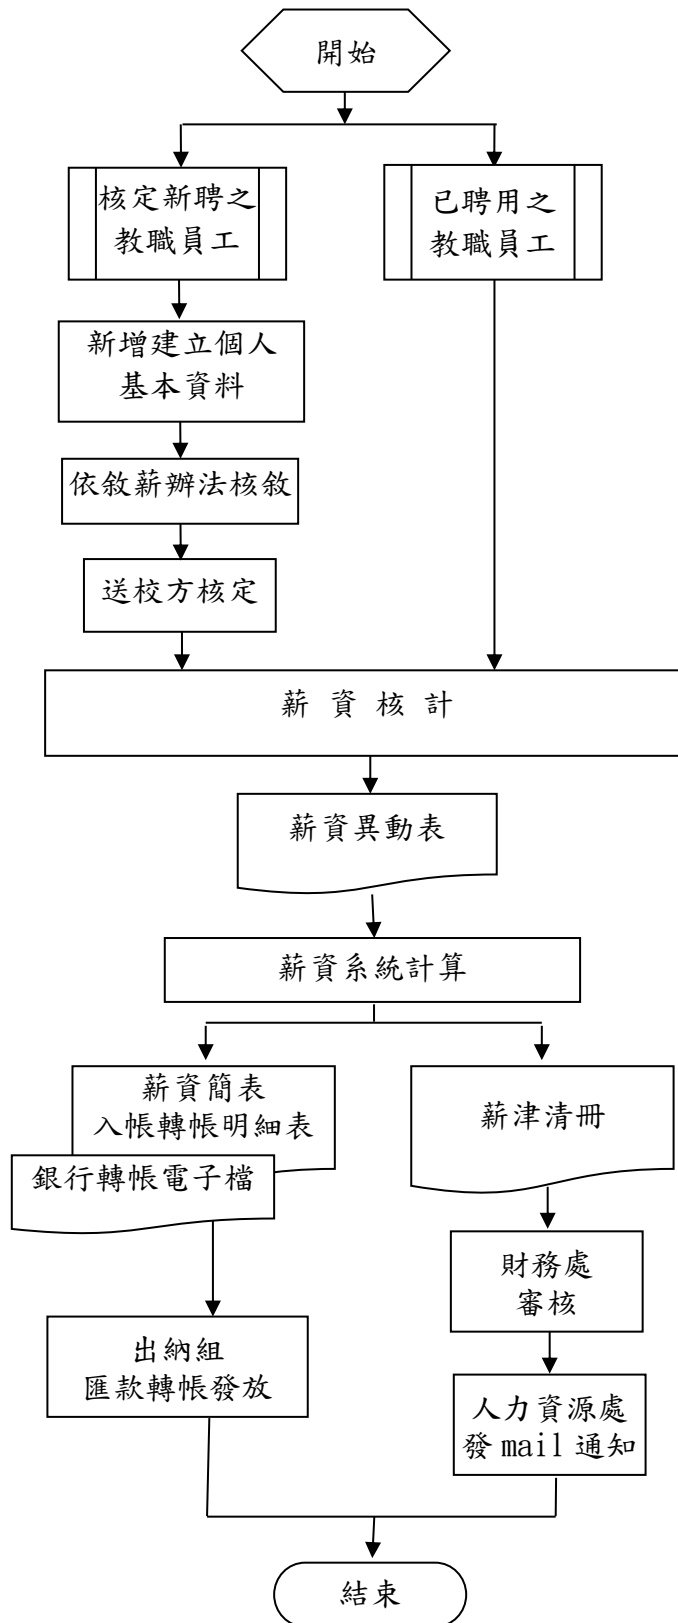 開始
核定新聘之
教職員工
已聘用之
教職員工
新增建立個人
基本資料
依敘薪辦法核敘
送校方核定
薪 資 核 計
薪資異動表
薪資系統計算
薪資簡表
入帳轉帳明細表
銀行轉帳電子檔
薪津清冊
財務處
審核
出納組
匯款轉帳發放
人力資源處
發 mail 通知
結束